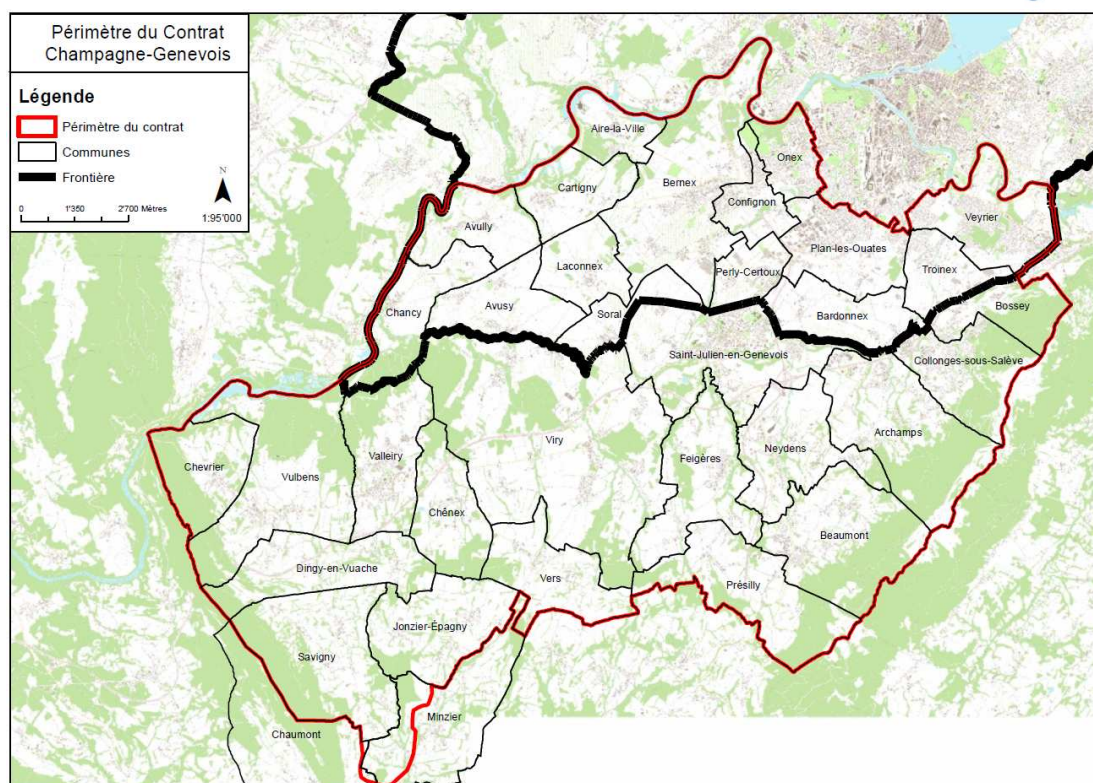 Périmètre du Contrat
Champagne-Genevois
Légende
Périmètre du contrat
Communes
Frontière
N
0 1'350 2700 Mètres
1:95'000
Aire-la-Ville
Onex
Cartigny
Bernex
Confignon
Veyrier
Avully
Plan-les-Ouates
Laconnex
Perly-Certoux
Troinex
Chancy
Avusy
Soral
Bardonnex
Bossey
Saint-Julien-en-Genevois
Collonges-sous-Salève
Archamps
Viry
Chevrier
Vulbens
Valleiry
Feigères
Neydens
Chênex
Beaumont
Dingy-en-Vuache
Vers
Présilly
Jonzier-Épagny
Savigny
Minzier
Chaumont